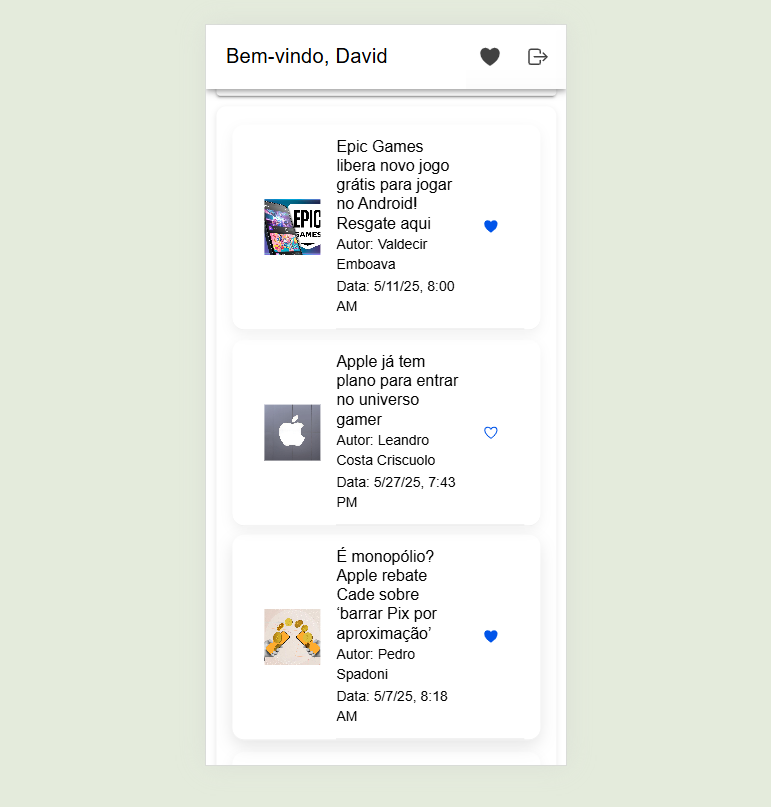 Bem-vindo, David
Epic Games
libera novo jogo
grátis para jogar
no Android!
Resgate aqui
Autor: Valdecir
Emboava
Data: 5/11/25, 8:00
AM
EPIC
GAMES
Apple já tem
plano para entrar
no universo
gamer
Autor: Leandro
Costa Criscuolo
Data: 5/27/25, 7:43
PM
É monopólio?
Apple rebate
Cade sobre
‘barrar Pix por
aproximação’
Autor: Pedro
Spadoni
Data: 5/7/25, 8:18
AM